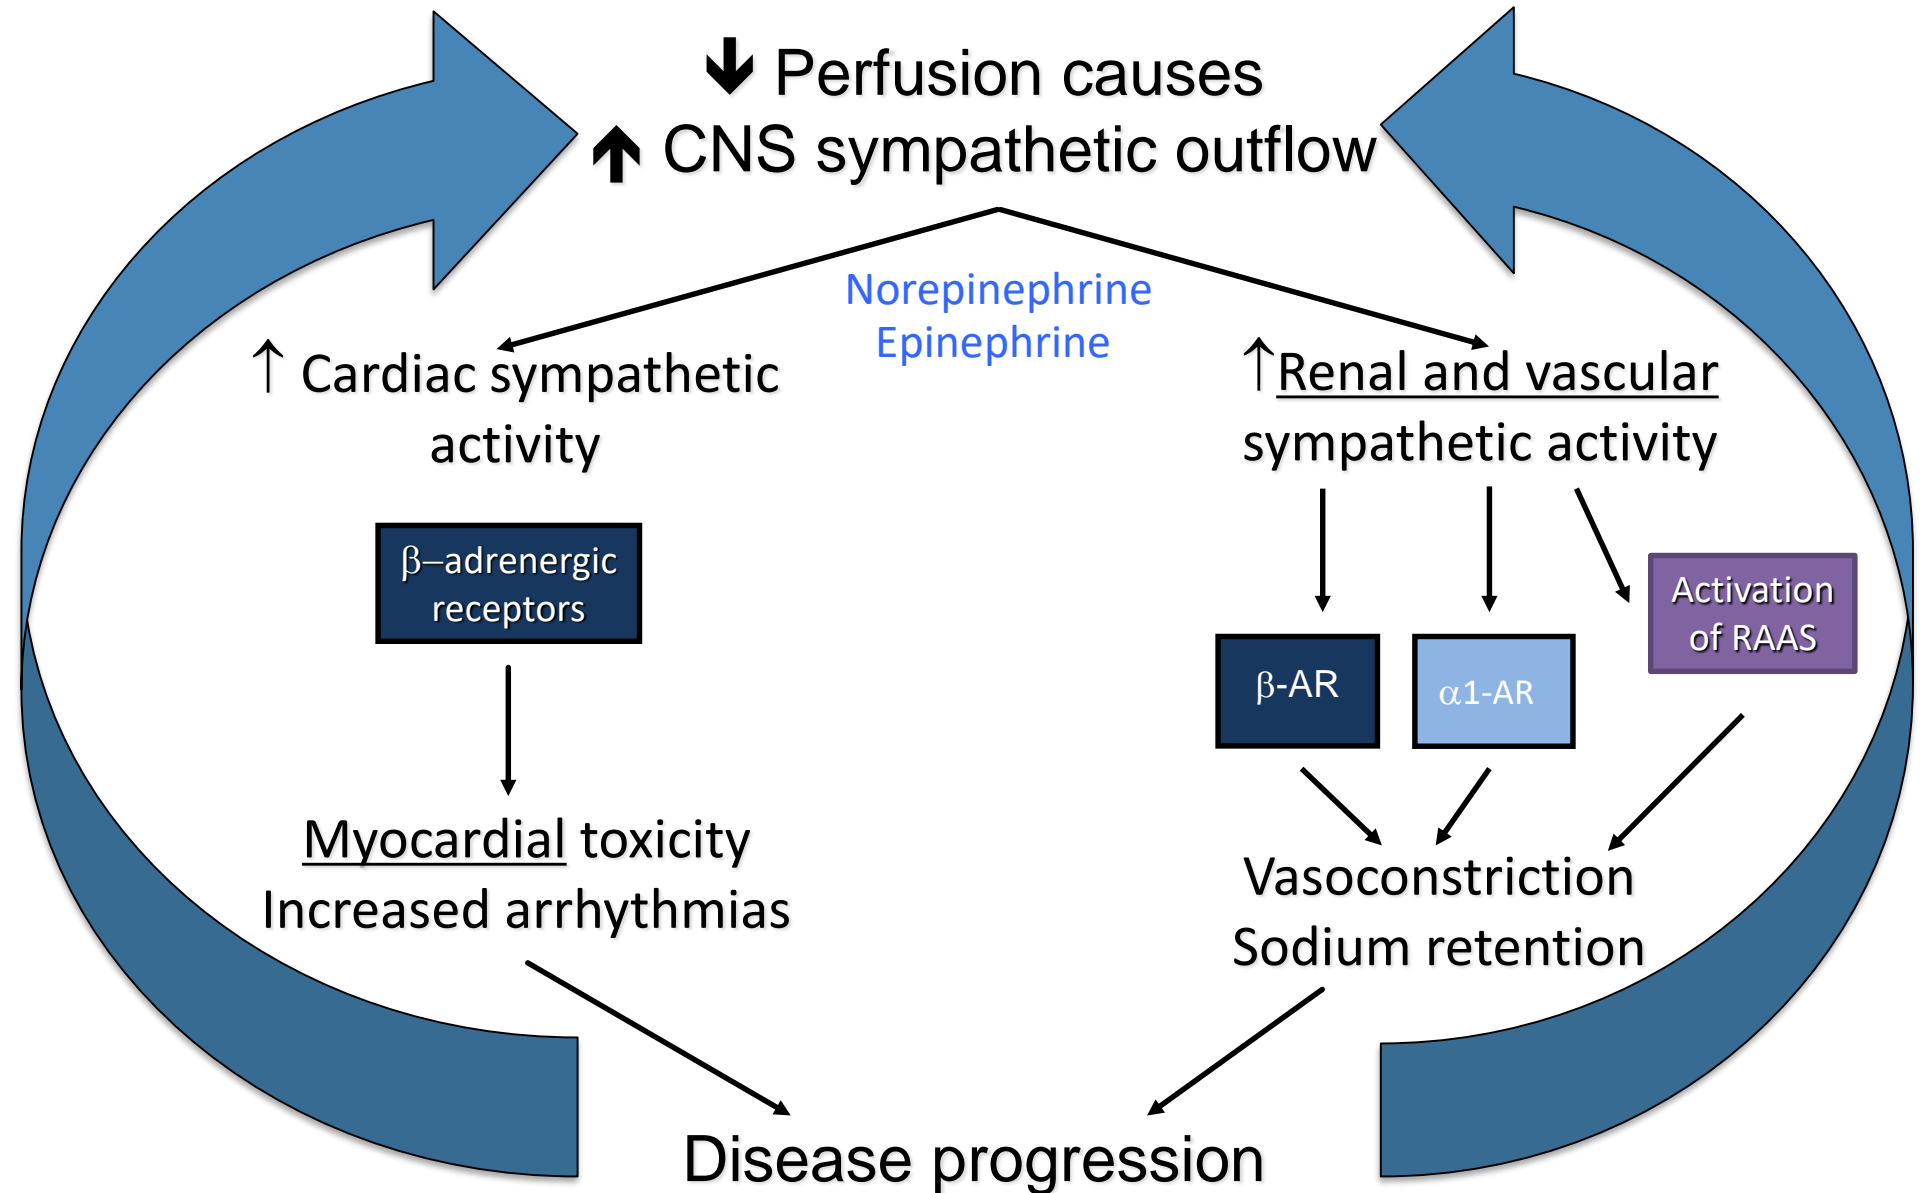 🡻 Perfusion causes
🡹 CNS sympathetic outflow
Norepinephrine
Epinephrine
↑ Cardiac sympathetic
activity
β–adrenergic
receptors
Myocardial toxicity
Increased arrhythmias
↑Renal and vascular
sympathetic activity
β-AR
α1-AR
Activation
of RAAS
Vasoconstriction
Sodium retention
Disease progression